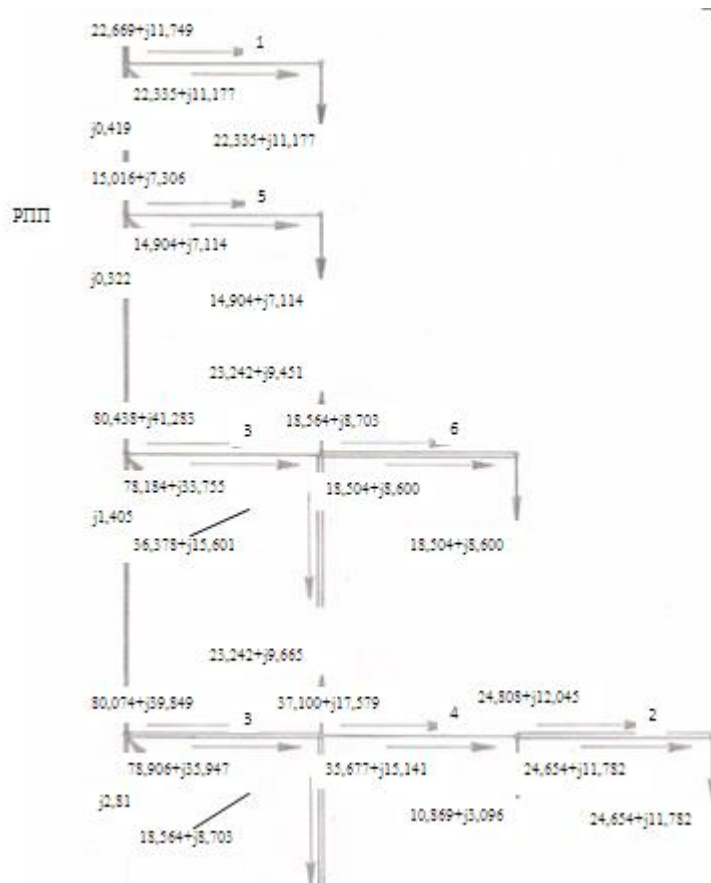 22,669+j11,749
1
22,335+j11,177
j0,419
22,335+j11,177
15,016+j7,306
5
РПП
14,904+j7,114
j0,322
14,904+j7,114
23,242+j9,451
80,438+j41,283
18,564+j8,703
3
6
78,184+j33,755
18,504+j8,600
j1,405
36,378+j15,601
18,504+j8,600
23,242+j9,665
80,074+j39,849
37,100+j17,579
24,808+j12,045
3
4
2
78,906+j35,947
35,677+j15,141
24,654+j11,782
j2,81
10,869+j3,096
24,654+j11,782
18,564+j8,703